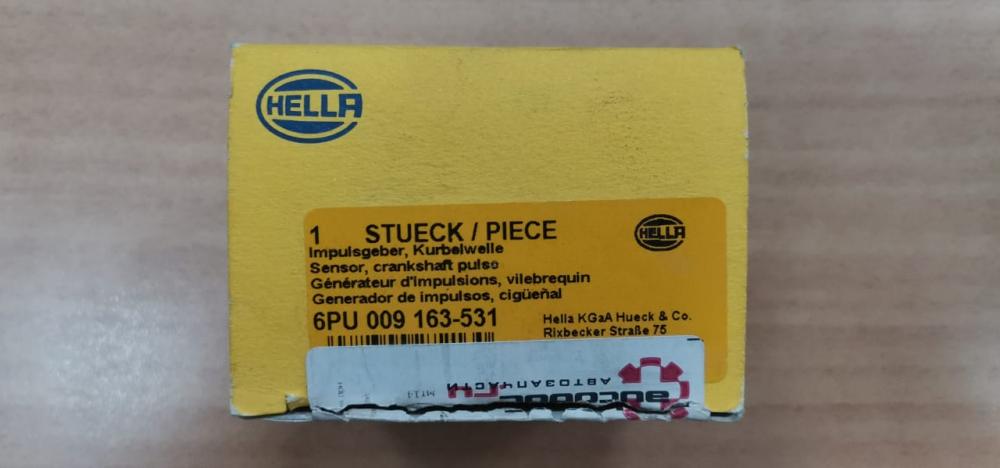 HELLA
1 STUECK / PIECE
HELLA
Impulsgeber, Kurbelwelle
Sensor, crankshaft pulse
Générateur d'impulsions, vilebrequin
Generador de impulsos, cigüeñal
6PU 009 163-531
Hella KGaA Hueck & Co.
Rixbecker Straße 75
АВТОЗАПЧАСТИ